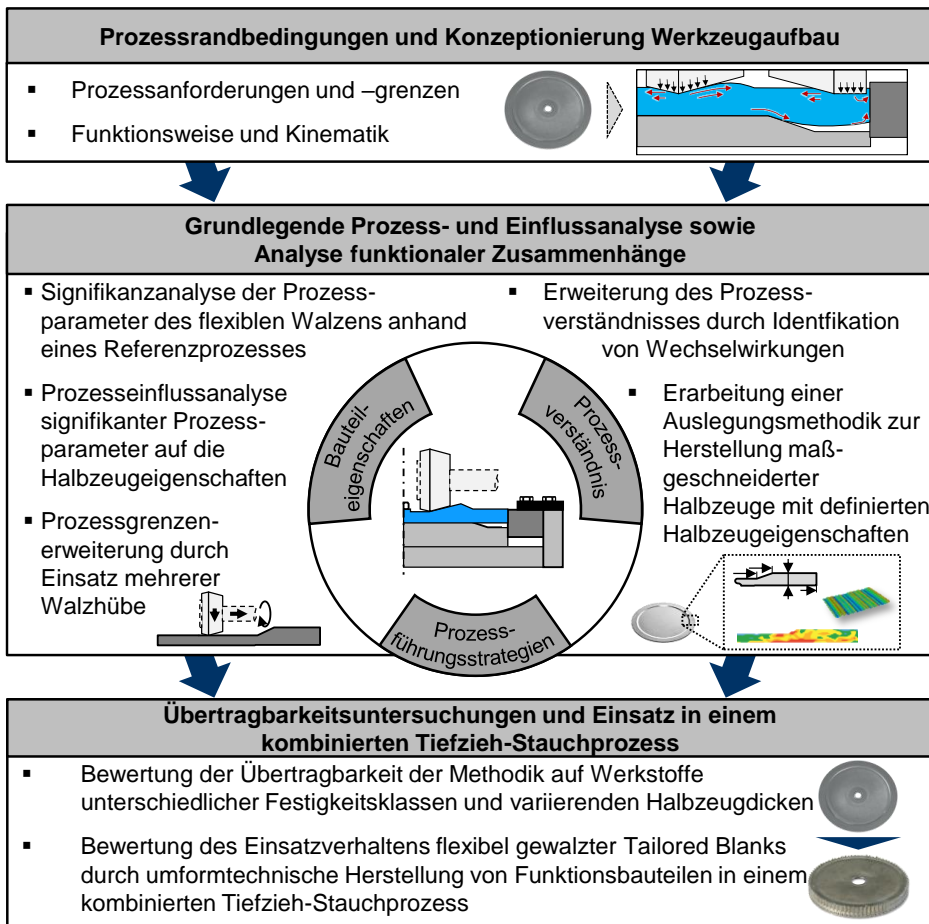 Prozessrandbedingungen und Konzeptionierung Werkzeugaufbau
▪ Prozessanforderungen und –grenzen
▪ Funktionsweise und Kinematik
Grundlegende Prozess- und Einflussanalyse sowie
Analyse funktionaler Zusammenhänge
▪ Signifikanzanalyse der Prozess-
parameter des flexiblen Walzens anhand
eines Referenzprozesses
▪ Prozesseinflussanalyse
signifikanter Prozess-
parameter auf die
Halbzeugeigenschaften
▪ Prozessgrenzen-
erweiterung durch
Einsatz mehrerer
Walzhübe
Bauteil-
eigenschaften
Prozess-
verständnis
Prozess-
führungsstrategien
▪ Erweiterung des Prozess-
verständnisses durch Identfikation
von Wechselwirkungen
▪ Erarbeitung einer
Auslegungsmethodik zur
Herstellung maß-
geschneiderter
Halbzeuge mit definierten
Halbzeugeigenschaften
Übertragbarkeitsuntersuchungen und Einsatz in einem
kombinierten Tiefzieh-Stauchprozess
▪ Bewertung der Übertragbarkeit der Methodik auf Werkstoffe
unterschiedlicher Festigkeitsklassen und variierenden Halbzeugdicken
▪ Bewertung des Einsatzverhaltens flexibel gewalzter Tailored Blanks
durch umformtechnische Herstellung von Funktionsbauteilen in einem
kombinierten Tiefzieh-Stauchprozess